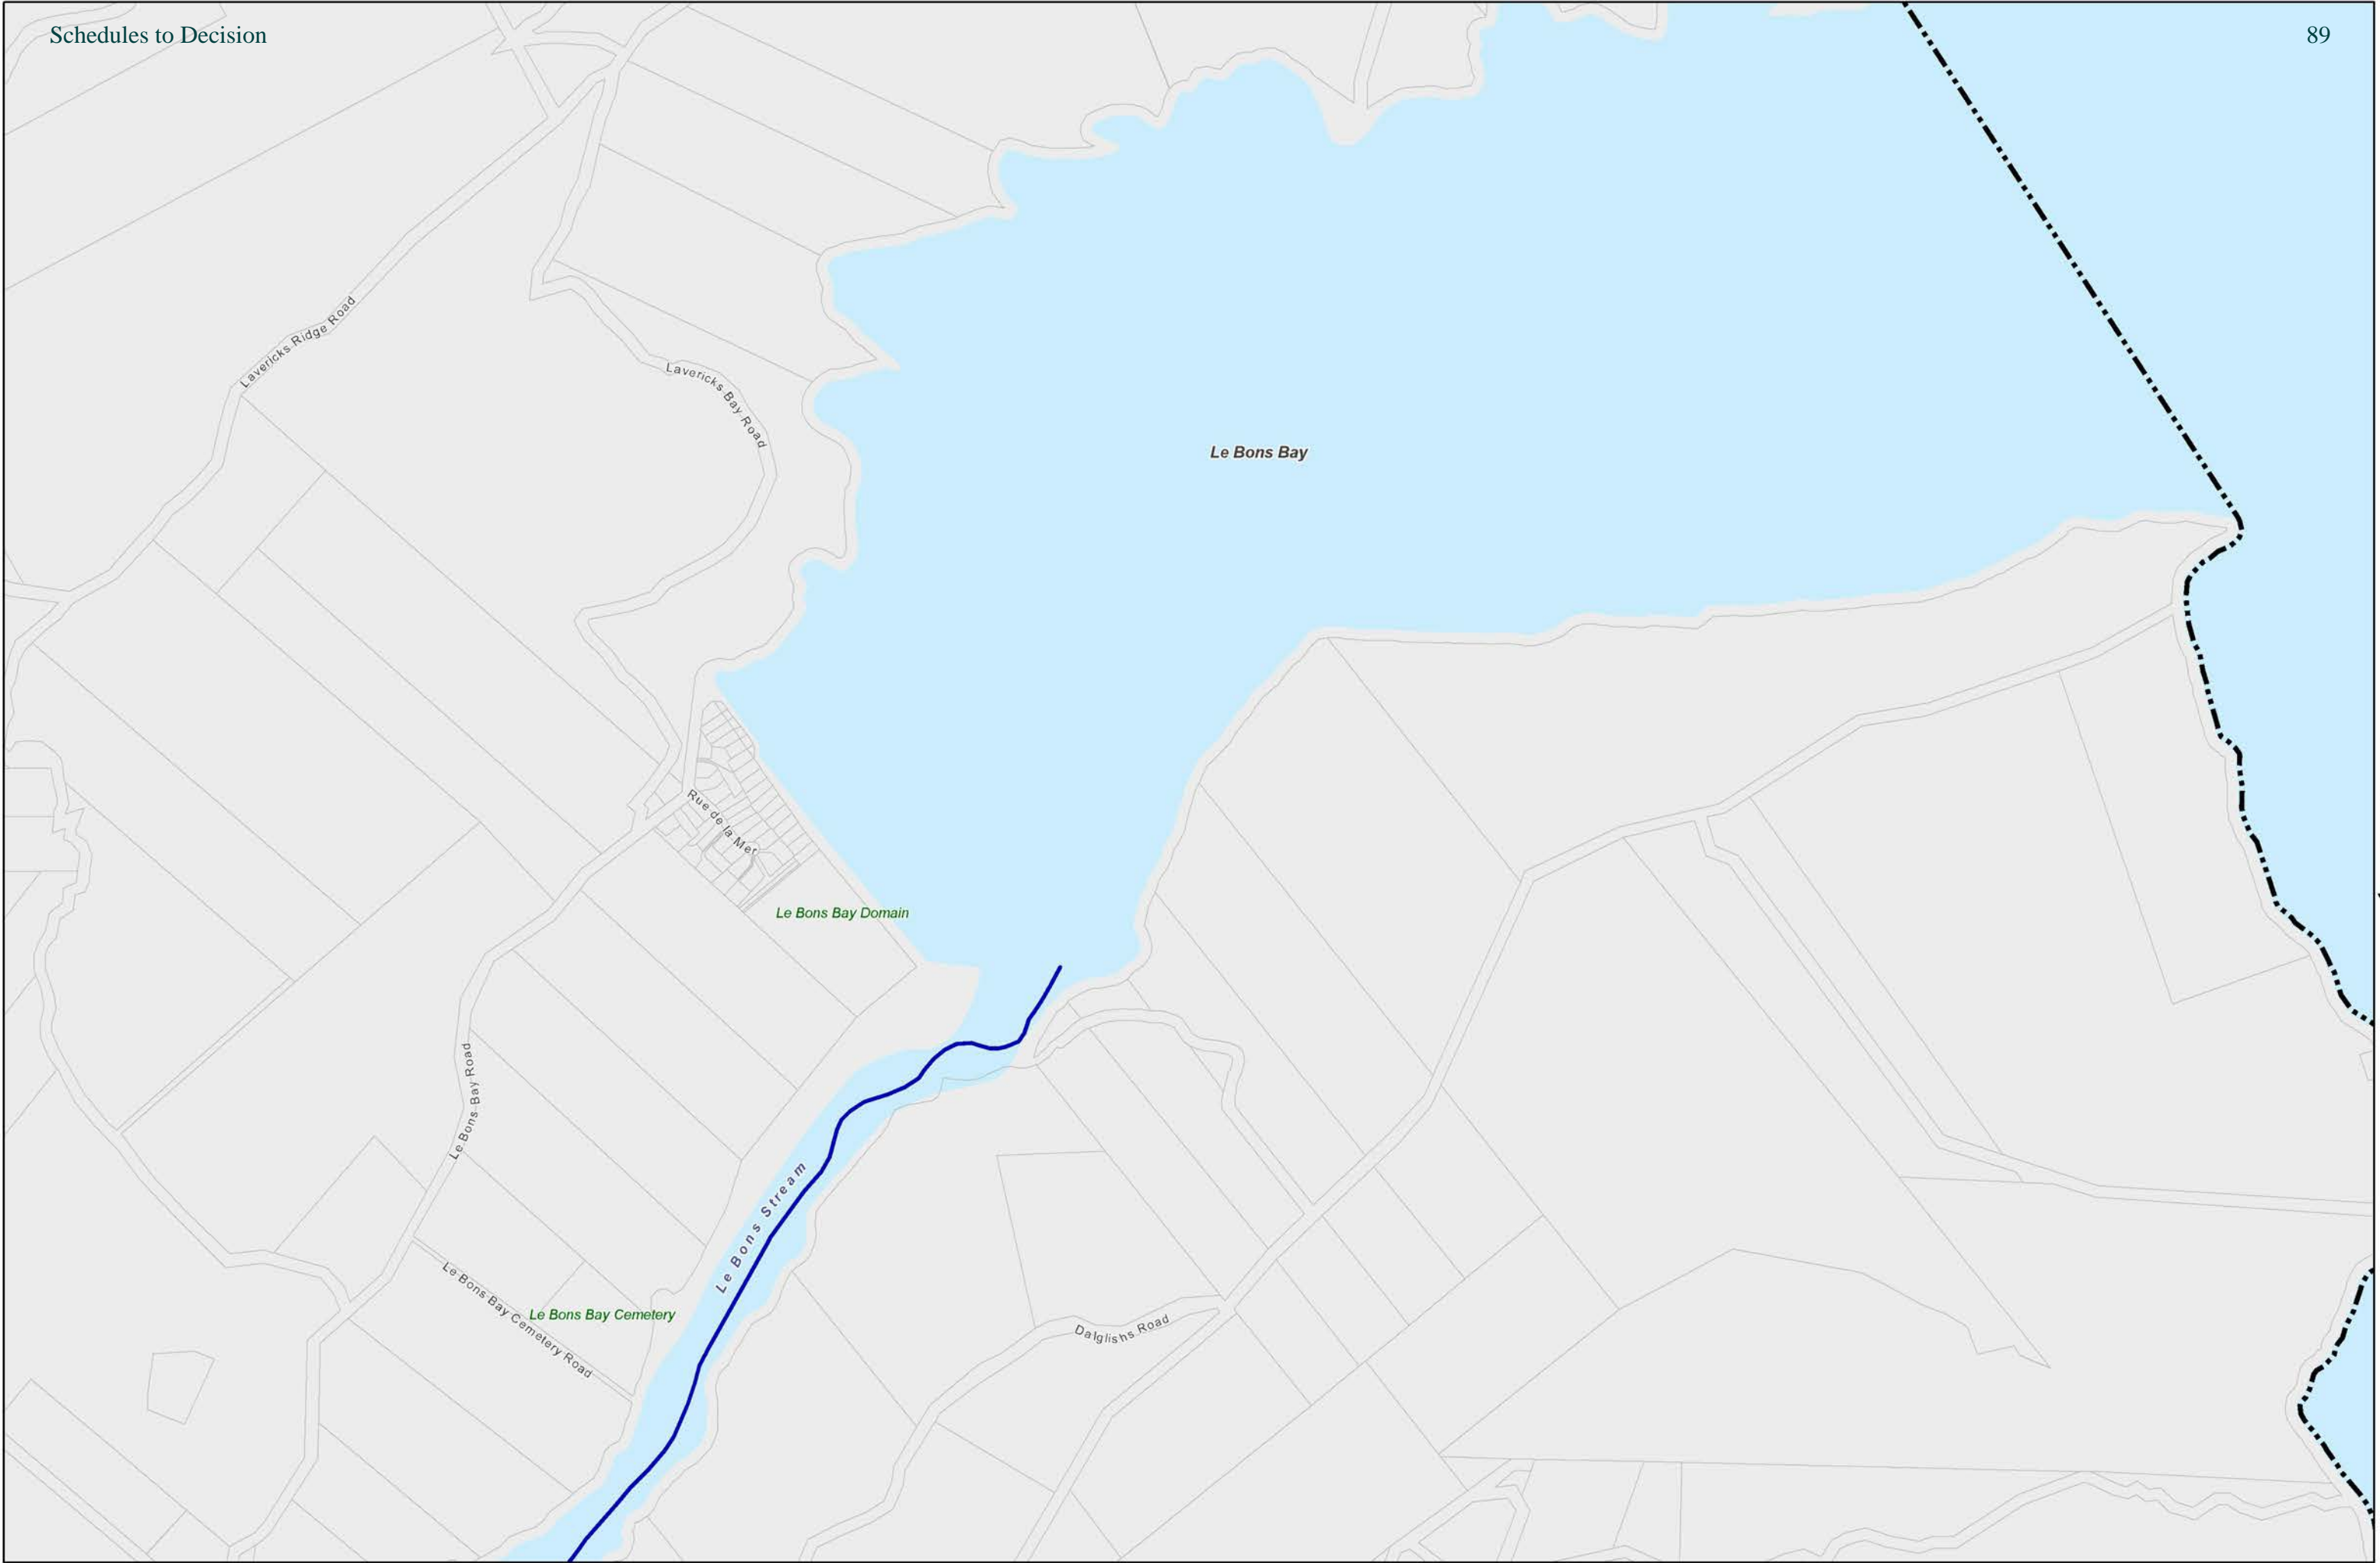 Schedules to Decision
89
Lavericks Ridge Road
Lavericks Bay Road
Le Bons Bay
Rue de la Mer
Le Bons Bay Domain
Le Bons Bay Road
Le Bons Stream
Le Bons Bay Cemetery Road
Le Bons Bay Cemetery
Dalglishs Road